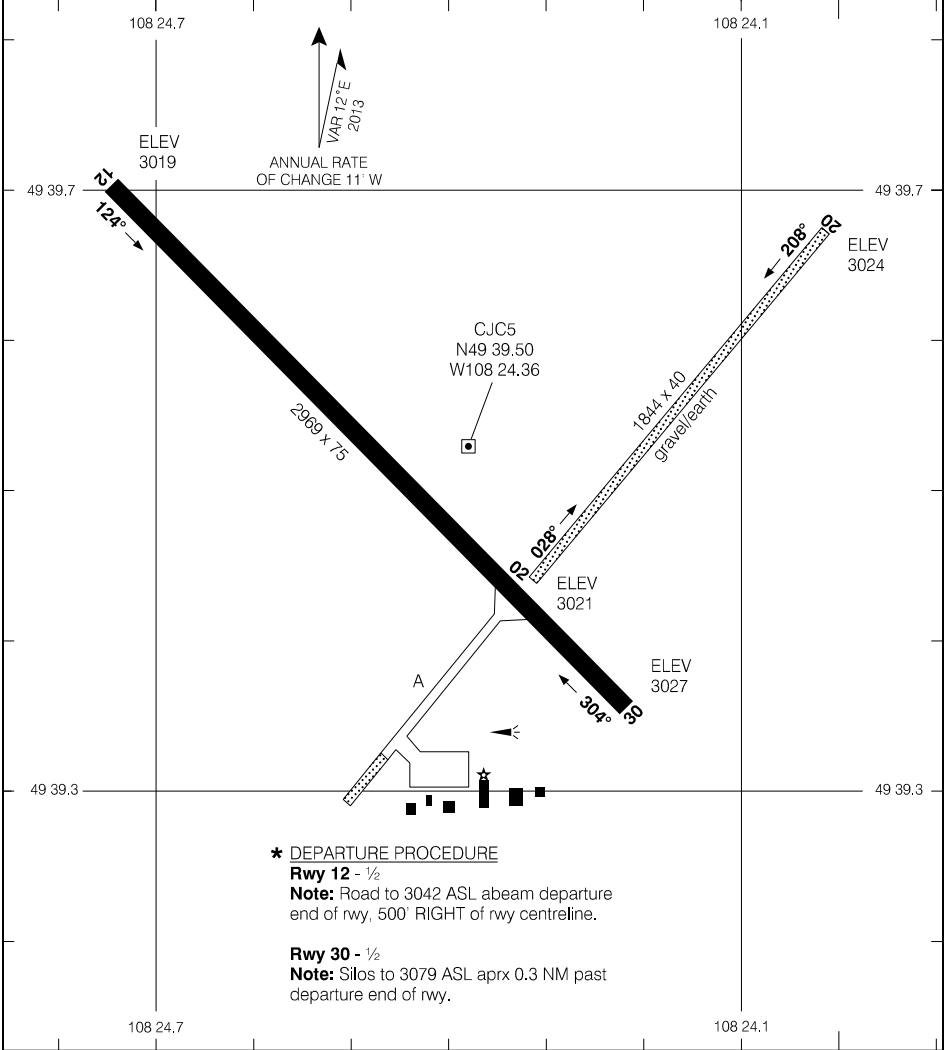 108 24.7
108 24.1
VAR 12°E
2013
ANNUAL RATE
OF CHANGE 11' W
ELEV
3019
49 39.7
49 39.7
12
124°
20
208°
ELEV
3024
CJC5
N49 39.50
W108 24.36
2969 x 75
1844 x 40
gravel/earth
02
028°
ELEV
3021
ELEV
3027
A
304°
30
49 39.3
49 39.3
* DEPARTURE PROCEDURE
Rwy 12 - ½
Note: Road to 3042 ASL abeam departure
end of rwy, 500' RIGHT of rwy centreline.
Rwy 30 - ½
Note: Silos to 3079 ASL aprx 0.3 NM past
departure end of rwy.
108 24.7
108 24.1